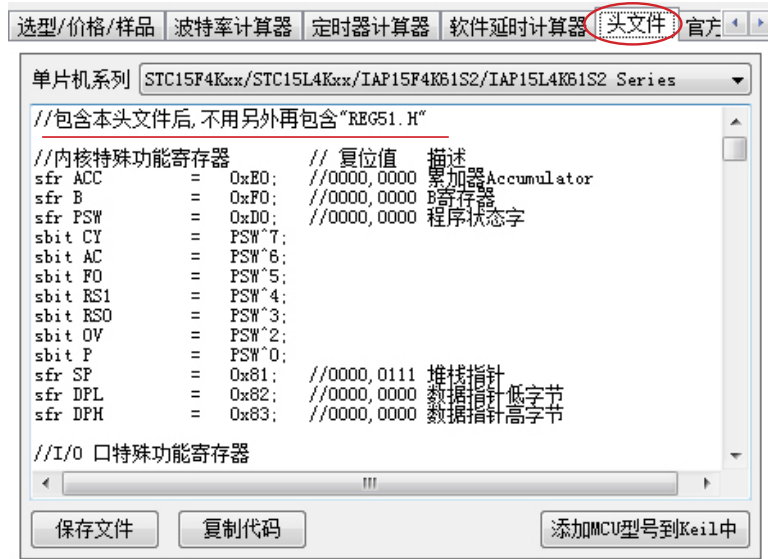 选型/价格/样品 波特率计算器 定时器计算器 软件延时计算器 头文件 官方
单片机系列 STC15F4Kxx/STC15L4Kxx/IAP15F4K61S2/IAP15L4K61S2 Series
//包含本头文件后,不用另外再包含"REG51.H"
//内核特殊功能寄存器 // 复位值 描述
sfr ACC = 0xE0; //0000,0000 累加器Accumulator
sfr B = 0xF0; //0000,0000 B寄存器
sfr PSW = 0xD0; //0000,0000 程序状态字
sbit CY = PSW^7;
sbit AC = PSW^6;
sbit F0 = PSW^5;
sbit RS1 = PSW^4;
sbit RS0 = PSW^3;
sbit OV = PSW^2;
sbit P = PSW^0;
sfr SP = 0x81; //0000,0111 堆栈指针
sfr DPL = 0x82; //0000,0000 数据指针低字节
sfr DPH = 0x83; //0000,0000 数据指针高字节
//I/O 口特殊功能寄存器
保存文件 复制代码 添加MCU型号到Keil中